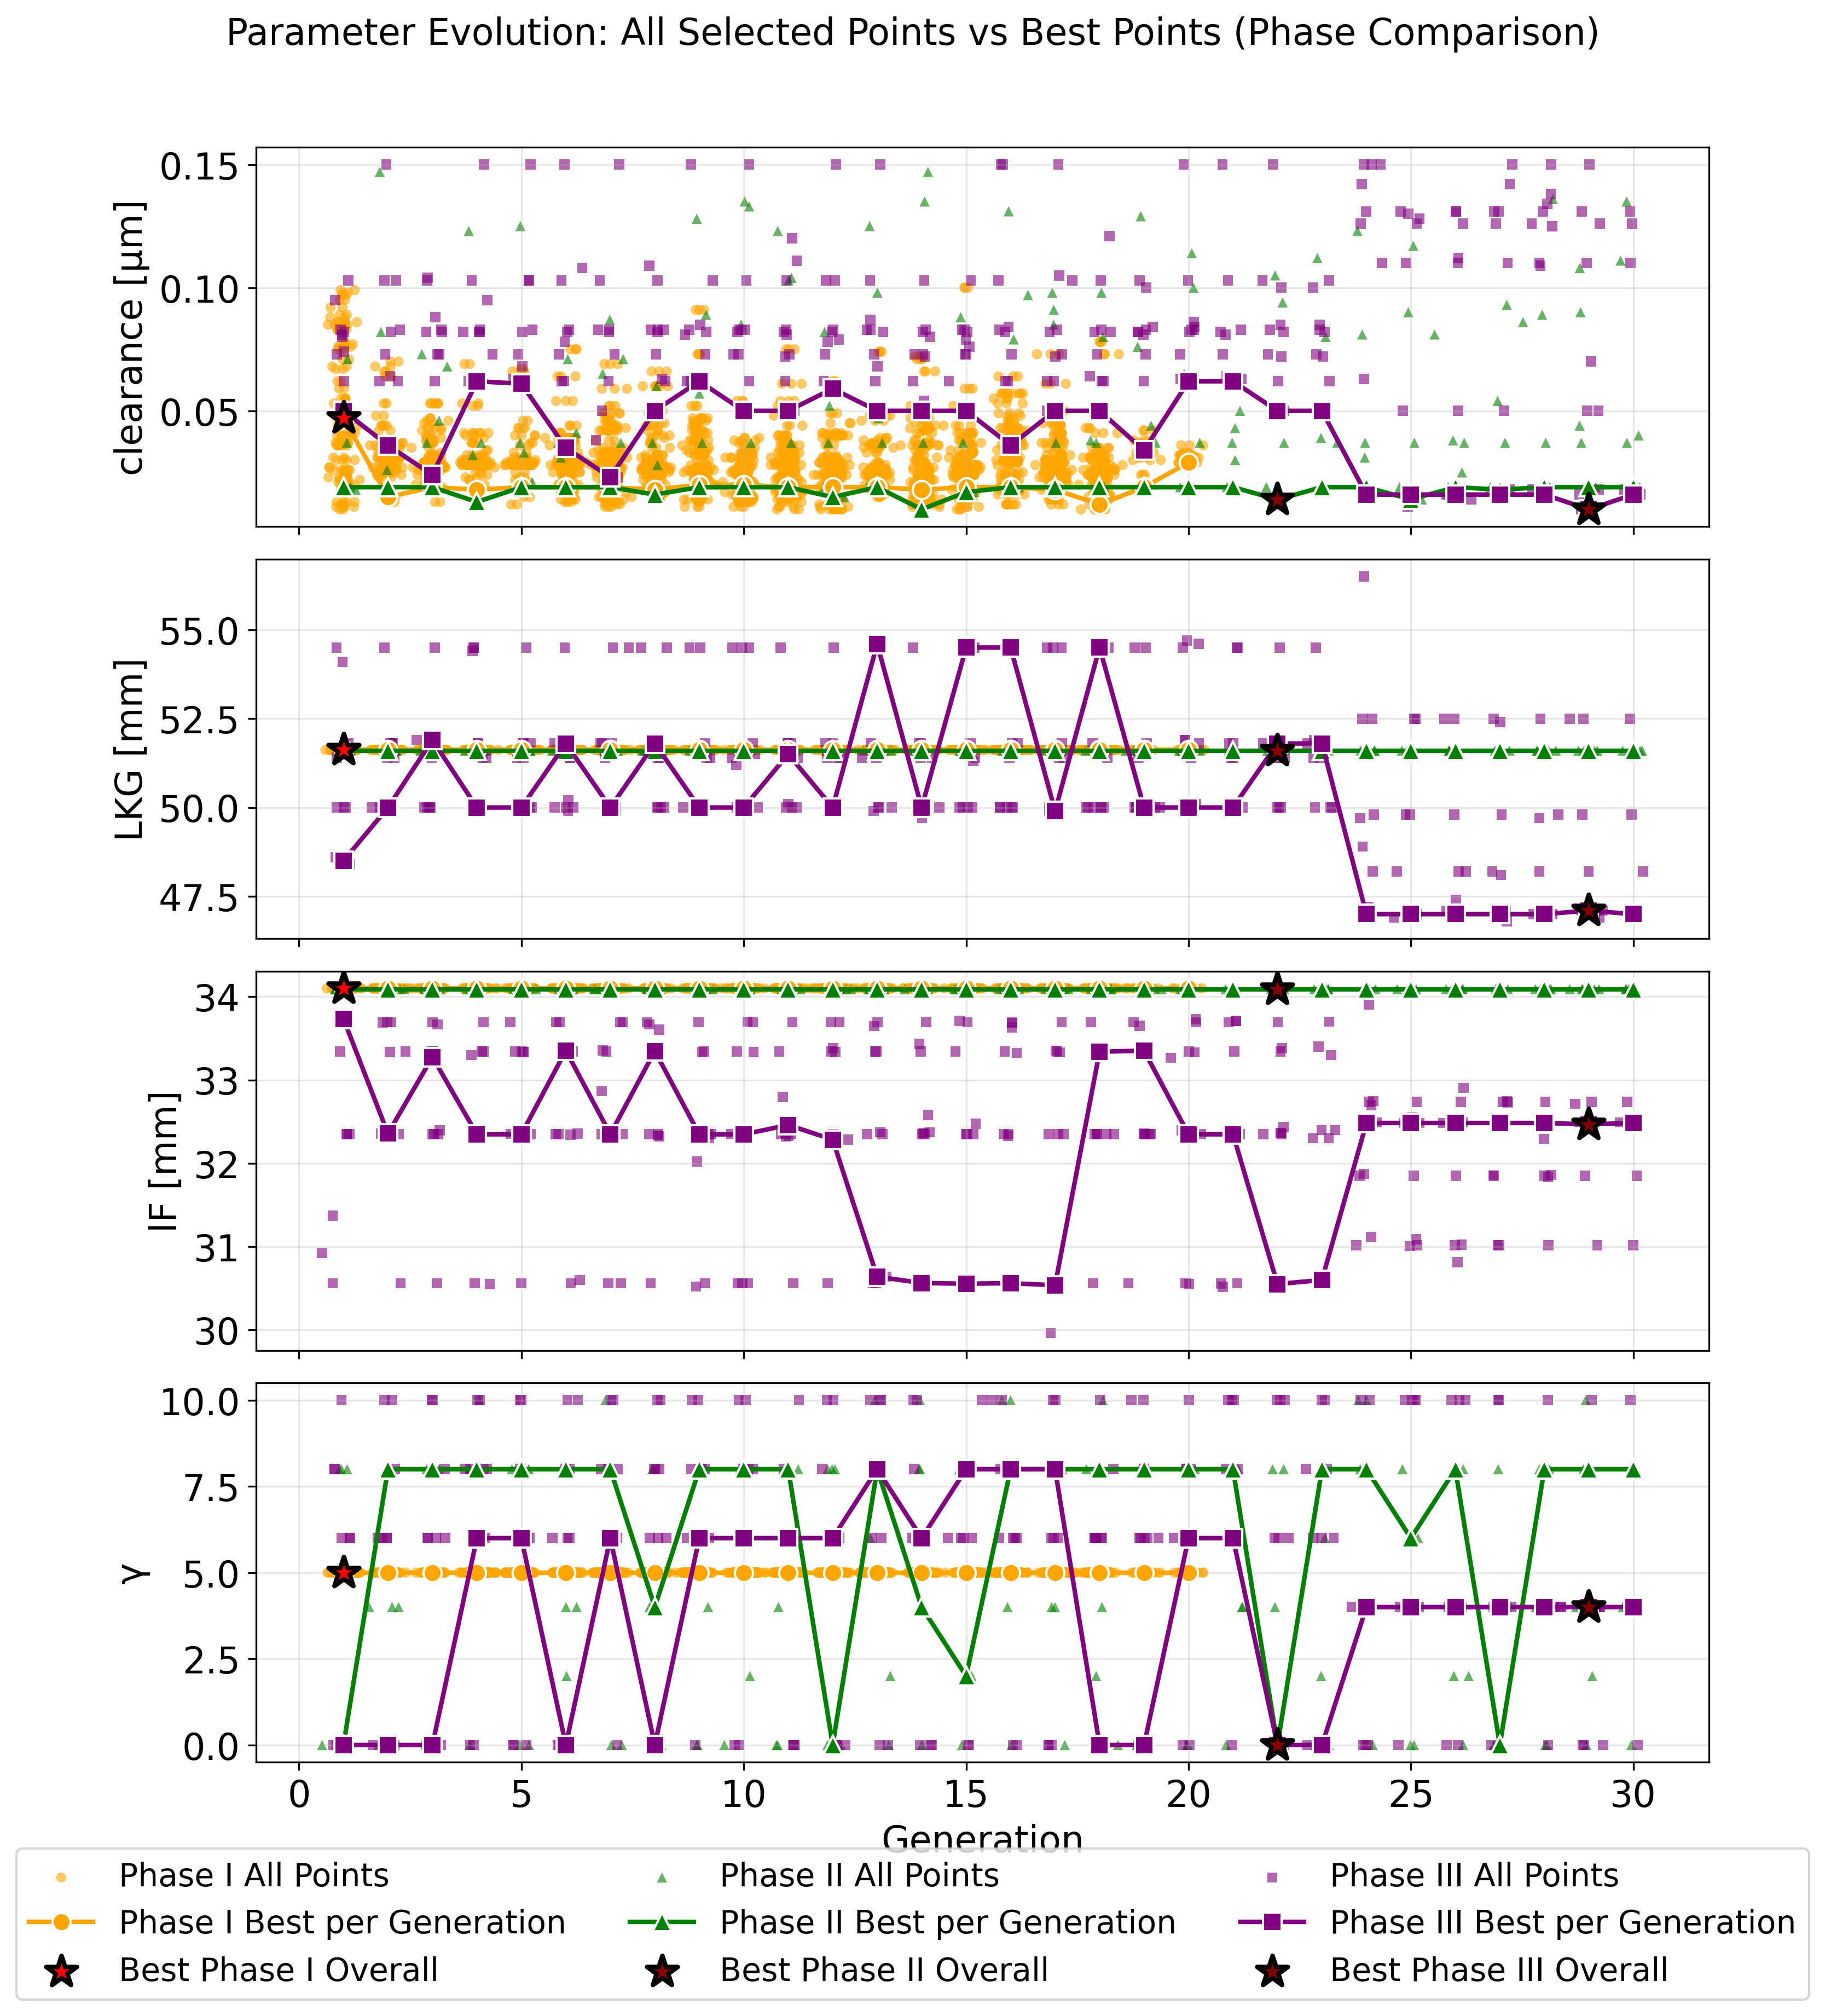 Parameter Evolution: All Selected Points vs Best Points (Phase Comparison)
0.15
0.10
0.05
clearance [µm]
55.0
52.5
50.0
47.5
LKG [mm]
34
33
32
31
30
lF [mm]
10.0
7.5
5.0
2.5
0.0
γ
0 5 10 15 20 25 30
Generation
Phase I All Points Phase II All Points Phase III All Points
Phase I Best per Generation Phase II Best per Generation Phase III Best per Generation
Best Phase I Overall Best Phase II Overall Best Phase III Overall